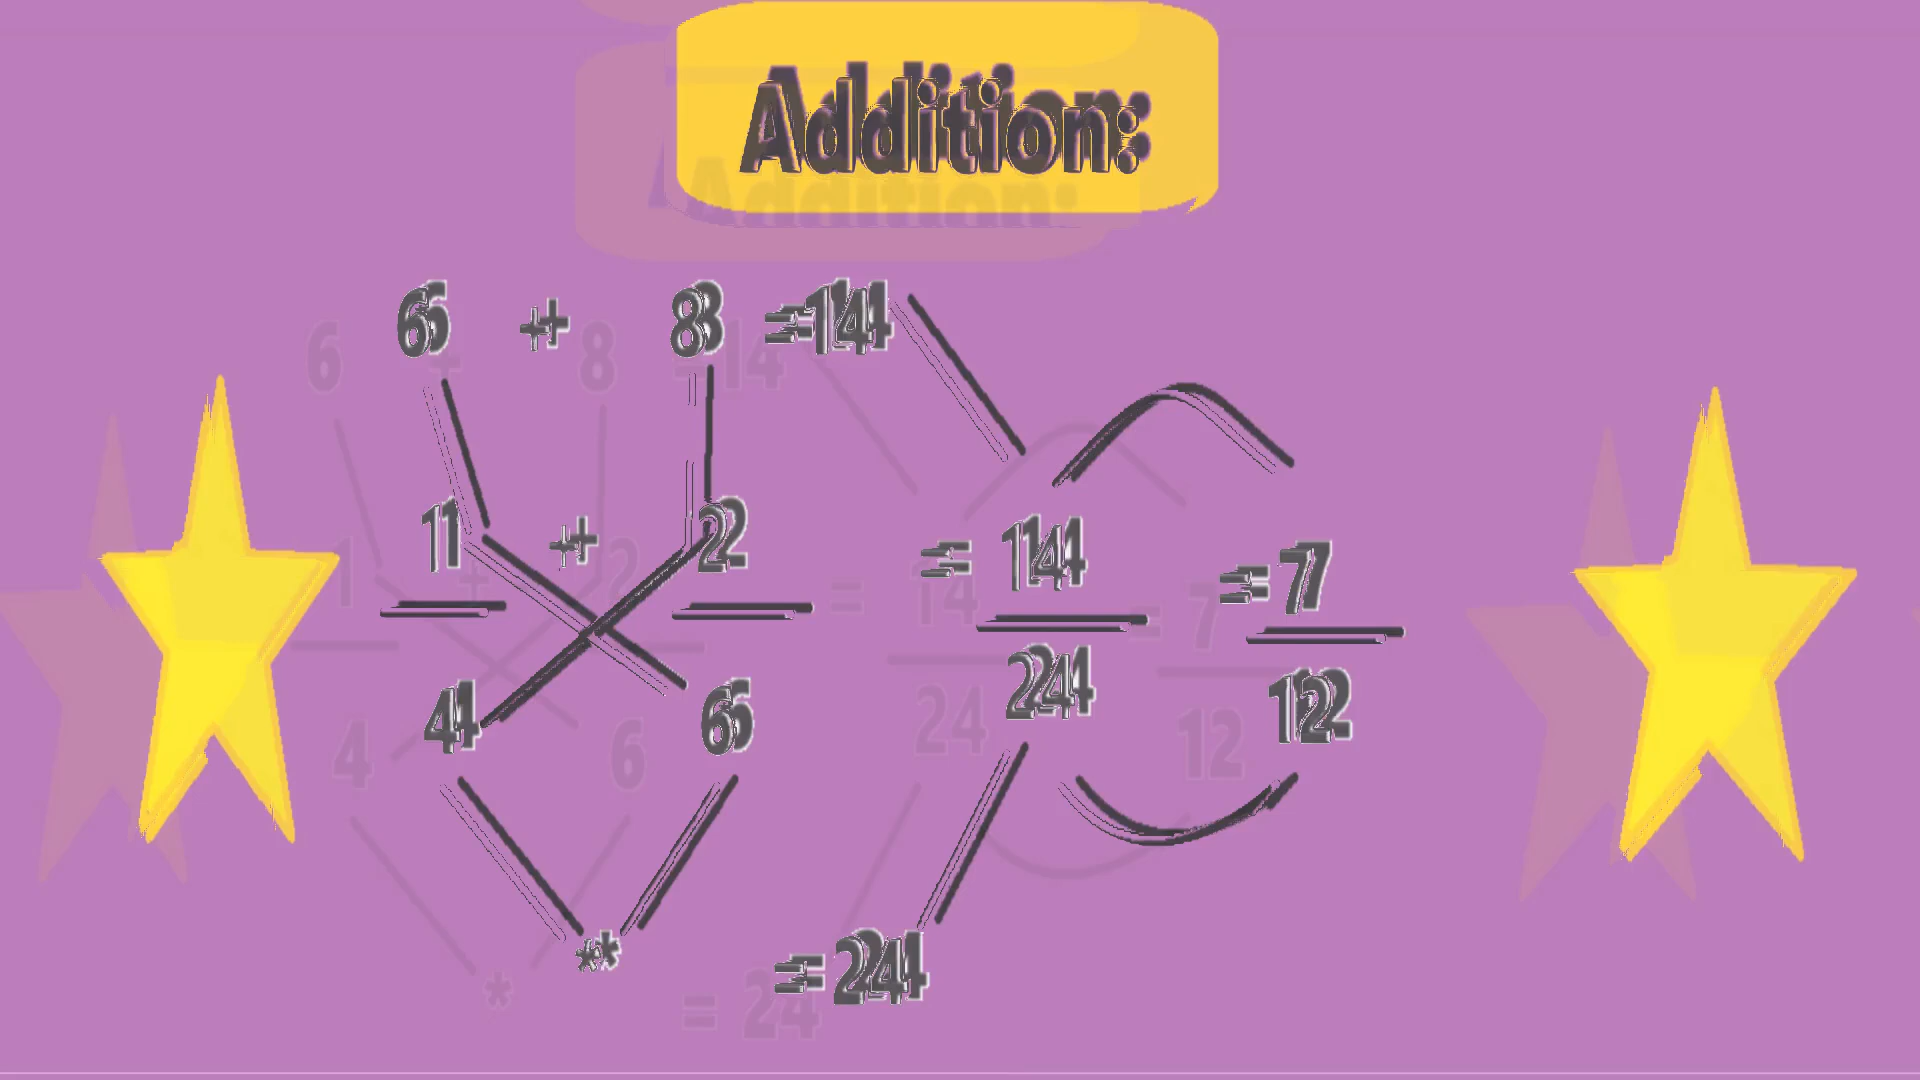 Addition:
6 + 8 =14
1 + 2 = 14 = 7
4 6 24 12
* = 24